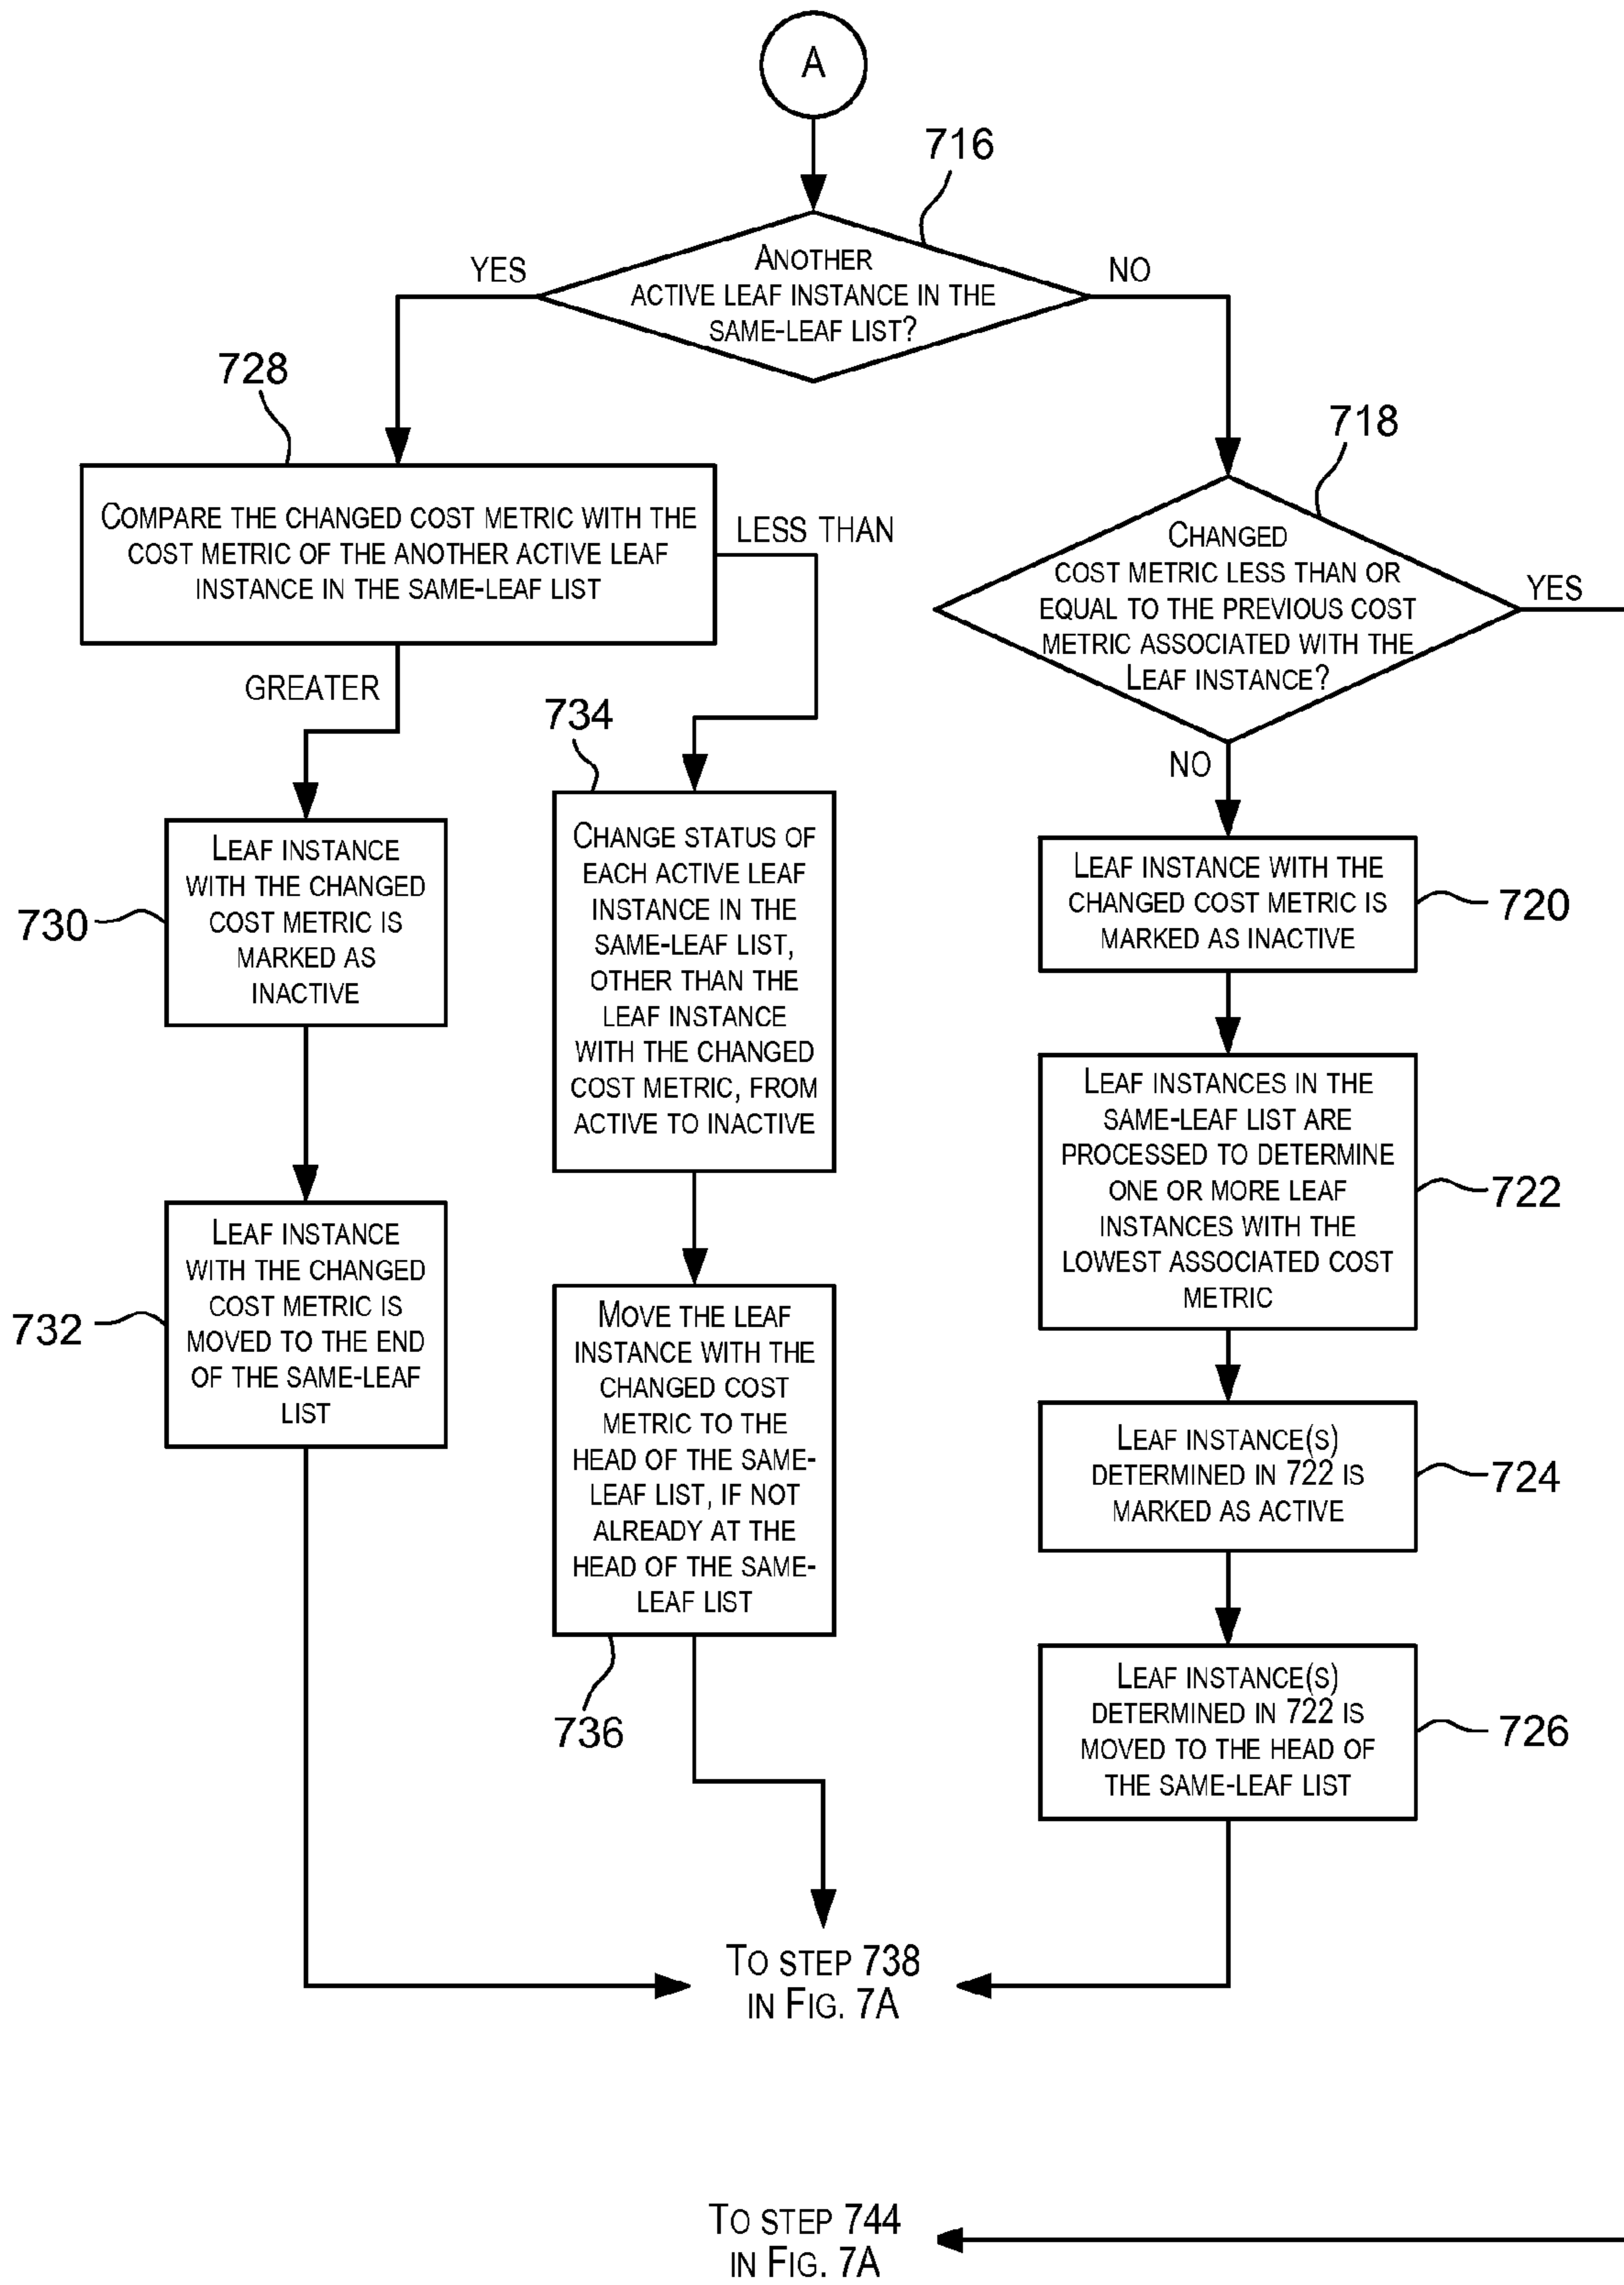 A
716
ANOTHER
ACTIVE LEAF INSTANCE IN THE
SAME-LEAF LIST?
YES
NO
728
COMPARE THE CHANGED COST METRIC WITH THE
COST METRIC OF THE ANOTHER ACTIVE LEAF
INSTANCE IN THE SAME-LEAF LIST
LESS THAN
GREATER
718
CHANGED
COST METRIC LESS THAN OR
EQUAL TO THE PREVIOUS COST
METRIC ASSOCIATED WITH THE
LEAF INSTANCE?
YES
NO
730
LEAF INSTANCE
WITH THE CHANGED
COST METRIC IS
MARKED AS
INACTIVE
732
LEAF INSTANCE
WITH THE CHANGED
COST METRIC IS
MOVED TO THE END
OF THE SAME-LEAF
LIST
734
CHANGE STATUS OF
EACH ACTIVE LEAF
INSTANCE IN THE
SAME-LEAF LIST,
OTHER THAN THE
LEAF INSTANCE
WITH THE CHANGED
COST METRIC, FROM
ACTIVE TO INACTIVE
MOVE THE LEAF
INSTANCE WITH THE
CHANGED COST
METRIC TO THE
HEAD OF THE SAME-
LEAF LIST, IF NOT
ALREADY AT THE
HEAD OF THE SAME-
LEAF LIST
736
LEAF INSTANCE WITH THE
CHANGED COST METRIC IS
MARKED AS INACTIVE
720
LEAF INSTANCES IN THE
SAME-LEAF LIST ARE
PROCESSED TO DETERMINE
ONE OR MORE LEAF
INSTANCES WITH THE
LOWEST ASSOCIATED COST
METRIC
722
LEAF INSTANCE(S)
DETERMINED IN 722 IS
MARKED AS ACTIVE
724
LEAF INSTANCE(S)
DETERMINED IN 722 IS
MOVED TO THE HEAD OF
THE SAME-LEAF LIST
726
TO STEP 738
IN FIG. 7A
TO STEP 744
IN FIG. 7A